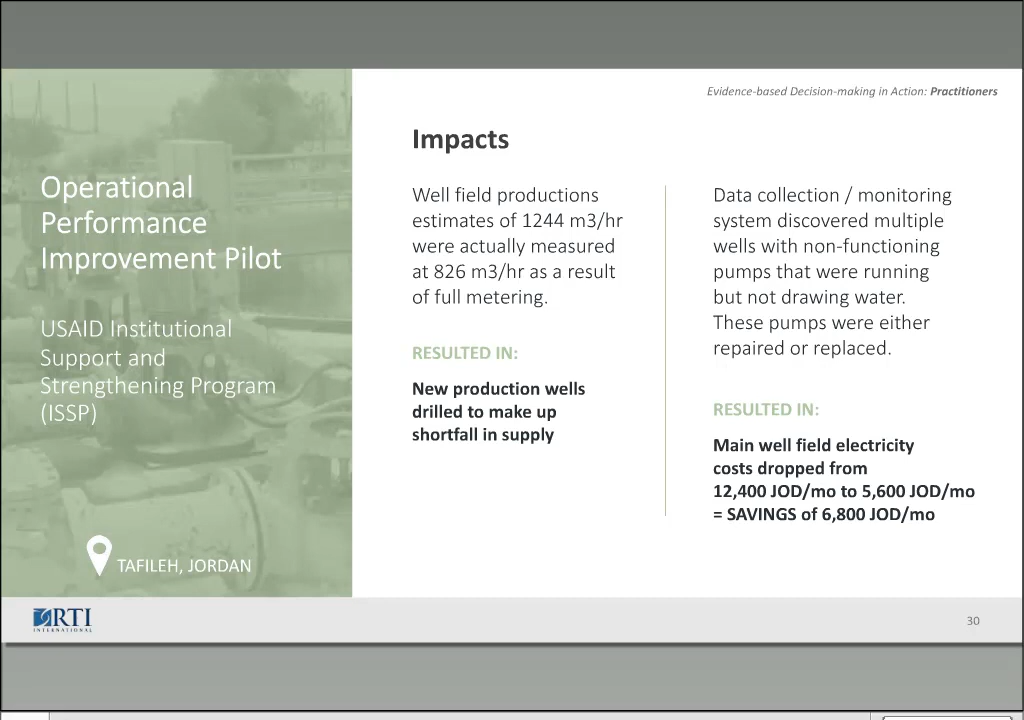 Evidence-based Decision-making in Action: Practitioners
Operational
Performance
Improvement Pilot
USAID Institutional
Support and
Strengthening Program
(ISSP)
TAFILEH, JORDAN
Impacts
Well field productions
estimates of 1244 m3/hr
were actually measured
at 826 m3/hr as a result
of full metering.
RESULTED IN:
New production wells
drilled to make up
shortfall in supply
Data collection / monitoring
system discovered multiple
wells with non-functioning
pumps that were running
but not drawing water.
These pumps were either
repaired or replaced.
RESULTED IN:
Main well field electricity
costs dropped from
12,400 JOD/mo to 5,600 JOD/mo
= SAVINGS of 6,800 JOD/mo
RTI
INTERNATIONAL
30